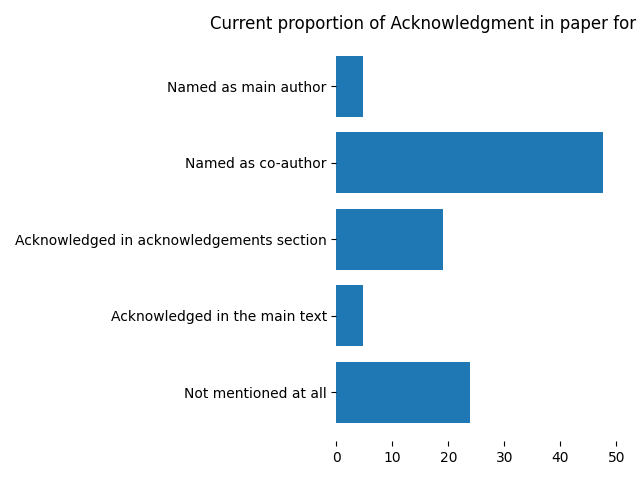 Current proportion of Acknowledgment in paper for
Named as main author
Named as co-author
Acknowledged in acknowledgements section
Acknowledged in the main text
Not mentioned at all
0 10 20 30 40 50